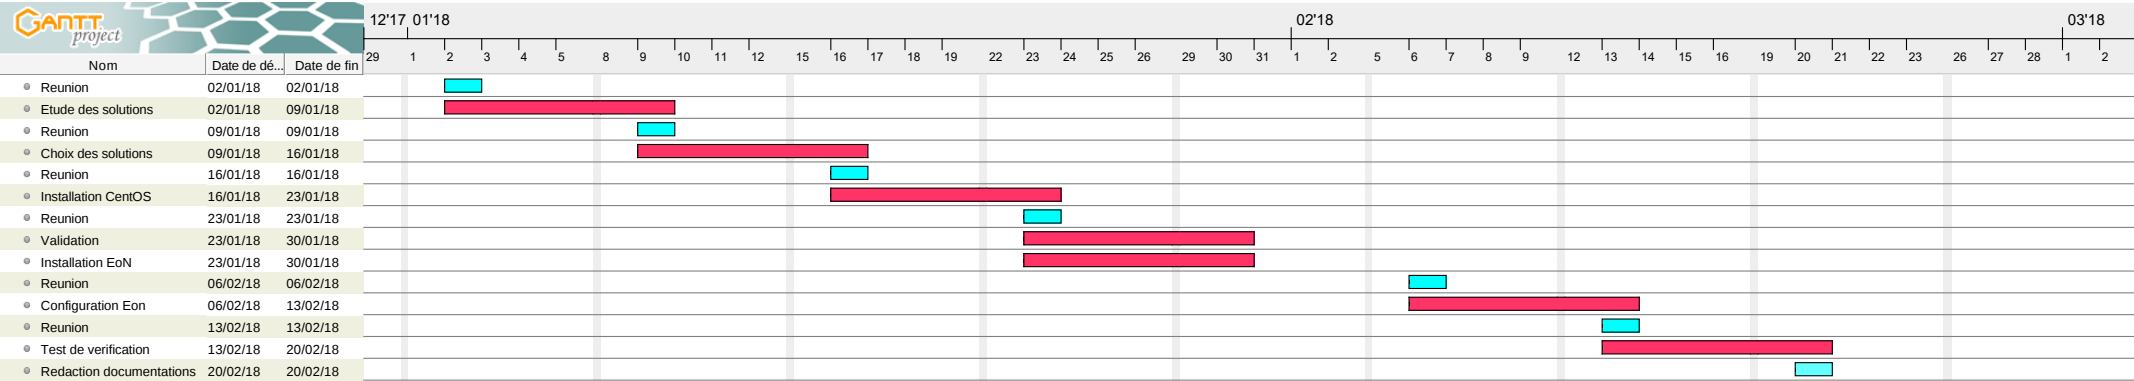 GANTT
project
12'17 01'18 02'18 03'18
29 1 2 3 4 5 8 9 10 11 12 15 16 17 18 19 22 23 24 25 26 29 30 31 1 2 5 6 7 8 9 12 13 14 15 16 19 20 21 22 23 26 27 28 1 2
Nom Date de dé... Date de fin
Reunion 02/01/18 02/01/18
Etude des solutions 02/01/18 09/01/18
Reunion 09/01/18 09/01/18
Choix des solutions 09/01/18 16/01/18
Reunion 16/01/18 16/01/18
Installation CentOS 16/01/18 23/01/18
Reunion 23/01/18 23/01/18
Validation 23/01/18 30/01/18
Installation EoN 23/01/18 30/01/18
Reunion 06/02/18 06/02/18
Configuration Eon 06/02/18 13/02/18
Reunion 13/02/18 13/02/18
Test de verification 13/02/18 20/02/18
Redaction documentations 20/02/18 20/02/18